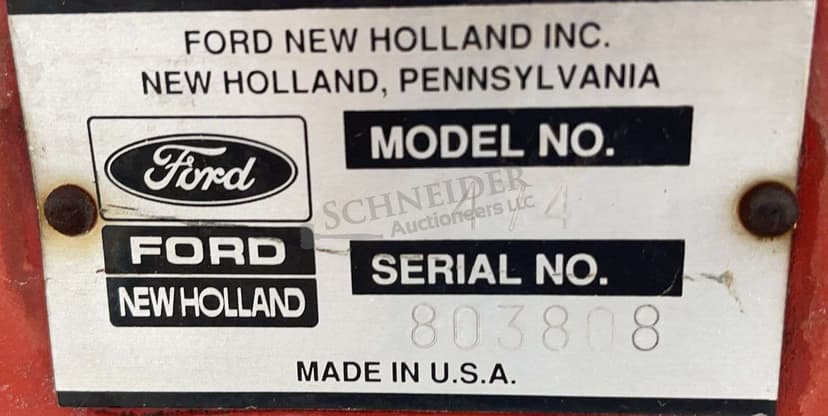 FORD NEW HOLLAND INC.
NEW HOLLAND, PENNSYLVANIA
Ford
MODEL NO.
SCHNEIDER
Auctioneers LLC
474
FORD
SERIAL NO.
NEW HOLLAND
803808
MADE IN U.S.A.